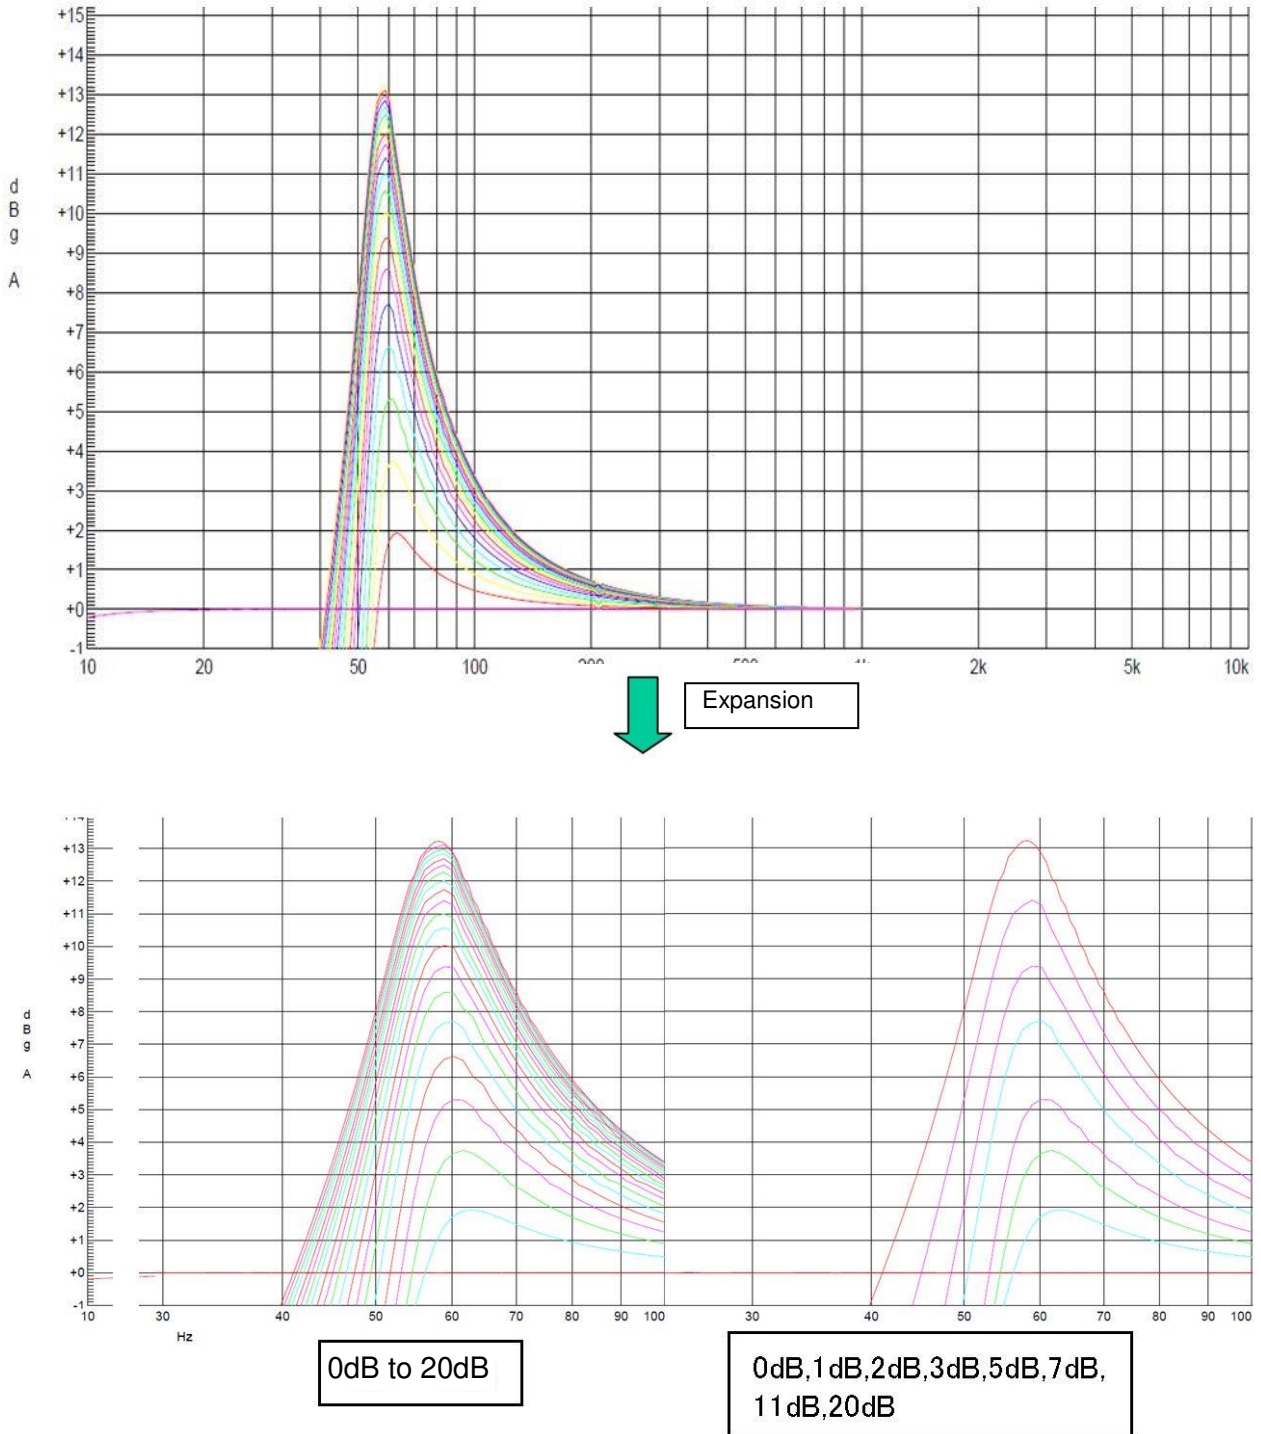 +15
+14
+13
+12
+11
+10
+9
+8
+7
+6
+5
+4
+3
+2
+1
+0
-1
d
B
g
A
10 20 50 100 2k 5k 10k
Expansion
+13
+12
+11
+10
+9
+8
+7
+6
+5
+4
+3
+2
+1
+0
-1
d
B
g
A
10 30 40 50 60 70 80 90 100 30 40 50 60 70 80 90 100
Hz
0dB to 20dB
0dB,1dB,2dB,3dB,5dB,7dB,
11dB,20dB